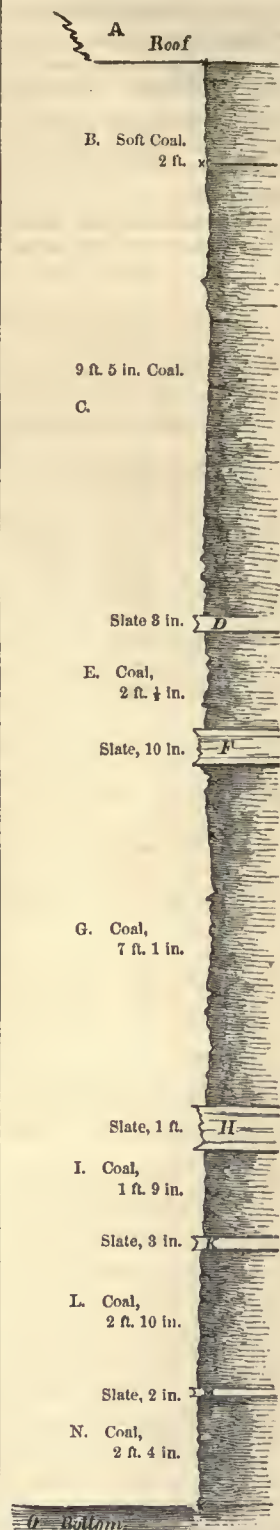 A
Roof
B. Soft Coal.
2 ft.
9 ft. 5 in. Coal.
C.
Slate 3 in. D
E. Coal,
2 ft. ½ in.
Slate, 10 in. F
G. Coal,
7 ft. 1 in.
Slate, 1 ft. H
I. Coal,
1 ft. 9 in.
Slate, 3 in. K
L. Coal,
2 ft. 10 in.
Slate, 2 in.
N. Coal,
2 ft. 4 in.
O Bottom.